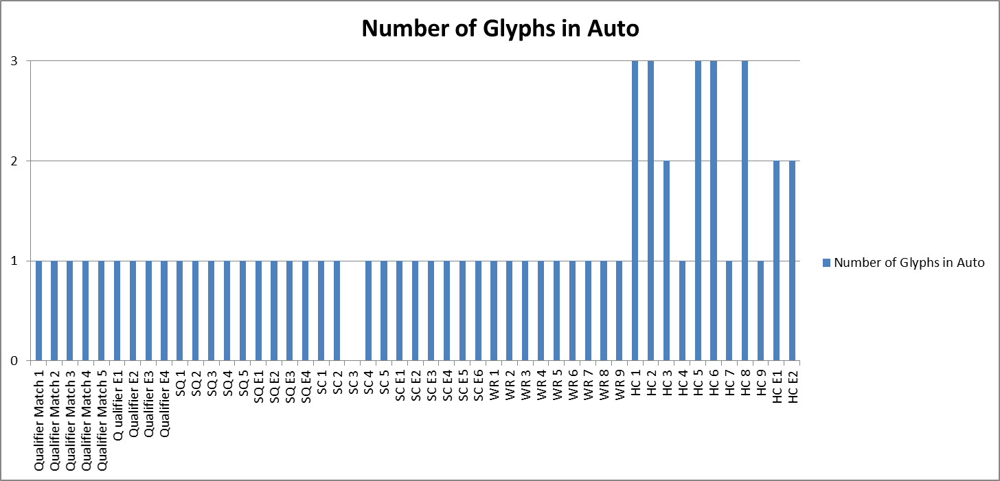 Number of Glyphs in Auto
3
2
1
0
Qualifier Match 1
Qualifier Match 2
Qualifier Match 3
Qualifier Match 4
Qualifier Match 5
Q ualifier E1
Qualifier E2
Qualifier E3
Qualifier E4
SQ 1
SQ 2
SQ 3
SQ 4
SQ 5
SQ E1
SQ E2
SQ E3
SQ E4
SC 1
SC 2
SC 3
SC 4
SC 5
SC E1
SC E2
SC E3
SC E4
SC E5
SC E6
WR 1
WR 2
WR 3
WR 4
WR 5
WR 6
WR 7
WR 8
WR 9
HC 1
HC 2
HC 3
HC 4
HC 5
HC 6
HC 7
HC 8
HC 9
HC E1
HC E2
Number of Glyphs in Auto